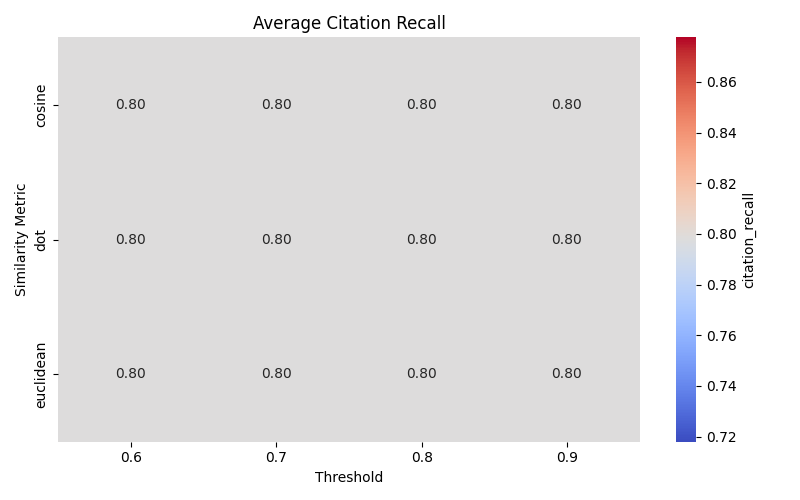 Average Citation Recall
cosine
0.80 0.80 0.80 0.80
dot
0.80 0.80 0.80 0.80
euclidean
0.80 0.80 0.80 0.80
Similarity Metric
0.6 0.7 0.8 0.9
Threshold
0.86
0.84
0.82
0.80
0.78
0.76
0.74
0.72
citation_recall